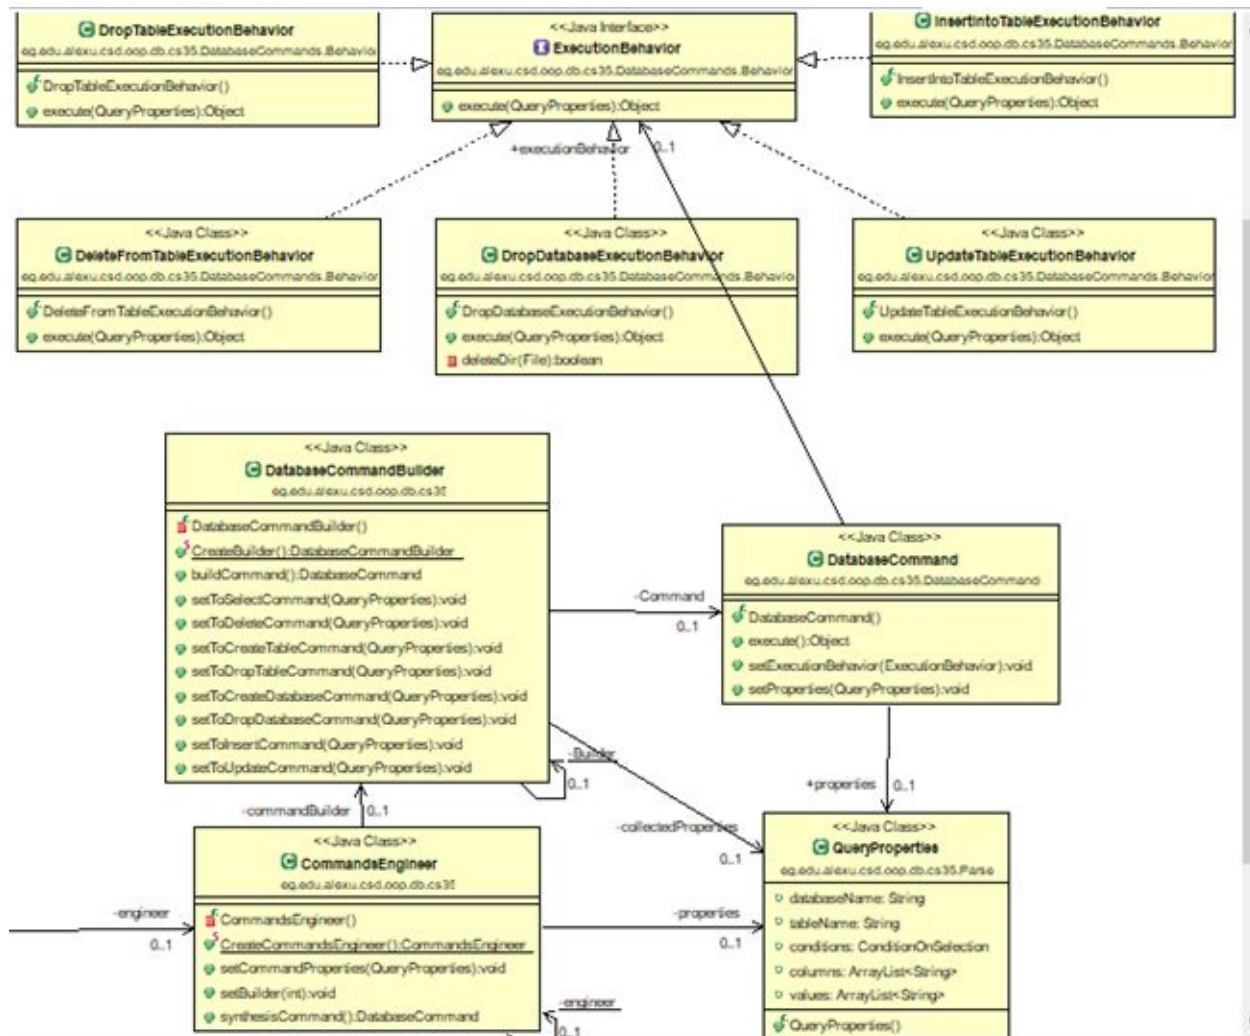 DropTableExecutionBehavior
eg.edu.alexu.csd.oop.db.cs35.DatabaseCommands.Behavior
DropTableExecutionBehavior()
execute(QueryProperties):Object
<<Java Interface>>
ExecutionBehavior
eg.edu.alexu.csd.oop.db.cs35.DatabaseCommands.Behavior
execute(QueryProperties):Object
InsertIntoTableExecutionBehavior
eg.edu.alexu.csd.oop.db.cs35.DatabaseCommands.Behavior
InsertIntoTableExecutionBehavior()
execute(QueryProperties):Object
+executionBehavior
0..1
<<Java Class>>
DeleteFromTableExecutionBehavior
eg.edu.alexu.csd.oop.db.cs35.DatabaseCommands.Behavior
DeleteFromTableExecutionBehavior()
execute(QueryProperties):Object
<<Java Class>>
DropDatabaseExecutionBehavior
eg.edu.alexu.csd.oop.db.cs35.DatabaseCommands.Behavio
DropDatabaseExecutionBehavior()
execute(QueryProperties):Object
deleteDir(File):boolean
<<Java Class>>
UpdateTableExecutionBehavior
eg.edu.alexu.csd.oop.db.cs35.DatabaseCommands.Behavior
UpdateTableExecutionBehavior()
execute(QueryProperties):Object
<<Java Class>>
DatabaseCommandBuilder
eg.edu.alexu.csd.oop.db.cs35
DatabaseCommandBuilder()
CreateBuilder():DatabaseCommandBuilder
buildCommand():DatabaseCommand
setToSelectCommand(QueryProperties):void
setToDeleteCommand(QueryProperties):void
setToCreateTableCommand(QueryProperties):void
setToDropTableCommand(QueryProperties):void
setToCreateDatabaseCommand(QueryProperties):void
setToDropDatabaseCommand(QueryProperties):void
setToInsertCommand(QueryProperties):void
setToUpdateCommand(QueryProperties):void
-Command
0..1
<<Java Class>>
DatabaseCommand
eg.edu.alexu.csd.oop.db.cs35.DatabaseCommand
DatabaseCommand()
execute():Object
setExecutionBehavior(ExecutionBehavior):void
setProperties(QueryProperties):void
-Builder
0..1
+properties
0..1
-commandBuilder
0..1
-collectedProperties
0..1
<<Java Class>>
CommandsEngineer
eg.edu.alexu.csd.oop.db.cs35
CommandsEngineer()
CreateCommandsEngineer():CommandsEngineer
setCommandProperties(QueryProperties):void
setBuilder(int):void
synthesisCommand():DatabaseCommand
-engineer
0..1
-properties
0..1
-engineer
0..1
<<Java Class>>
QueryProperties
eg.edu.alexu.csd.oop.db.cs35.Parse
databaseName: String
tableName: String
conditions: ConditionOnSelection
columns: ArrayList<String>
values: ArrayList<String>
QueryProperties()